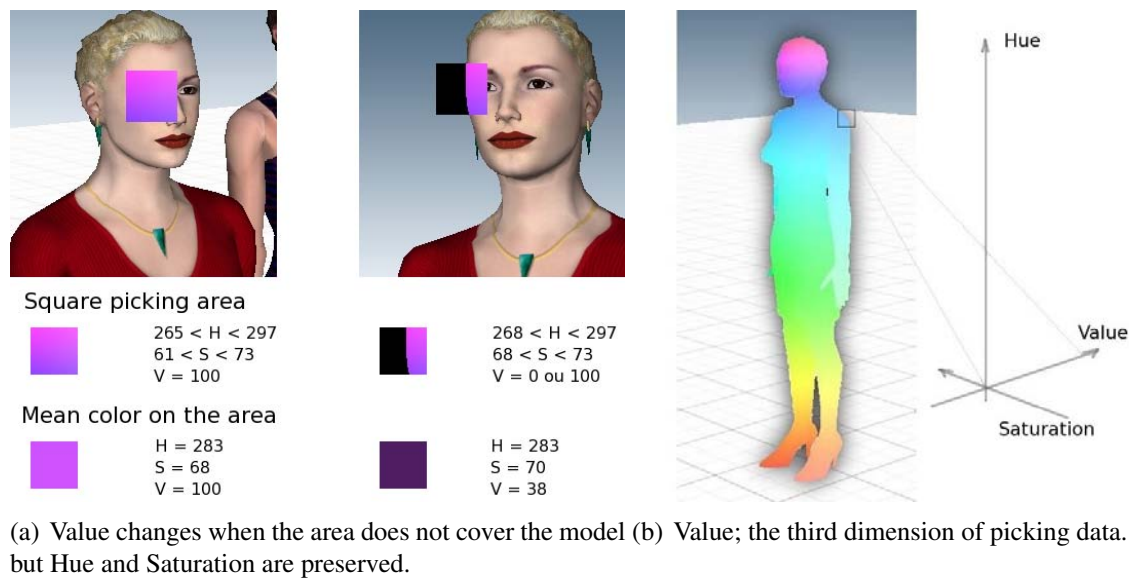 Square picking area
265 < H < 297
61 < S < 73
V = 100
268 < H < 297
68 < S < 73
V = 0 ou 100
Mean color on the area
H = 283
S = 68
V = 100
H = 283
S = 70
V = 38
Hue
Value
Saturation
(a) Value changes when the area does not cover the model
but Hue and Saturation are preserved.
(b) Value; the third dimension of picking data.